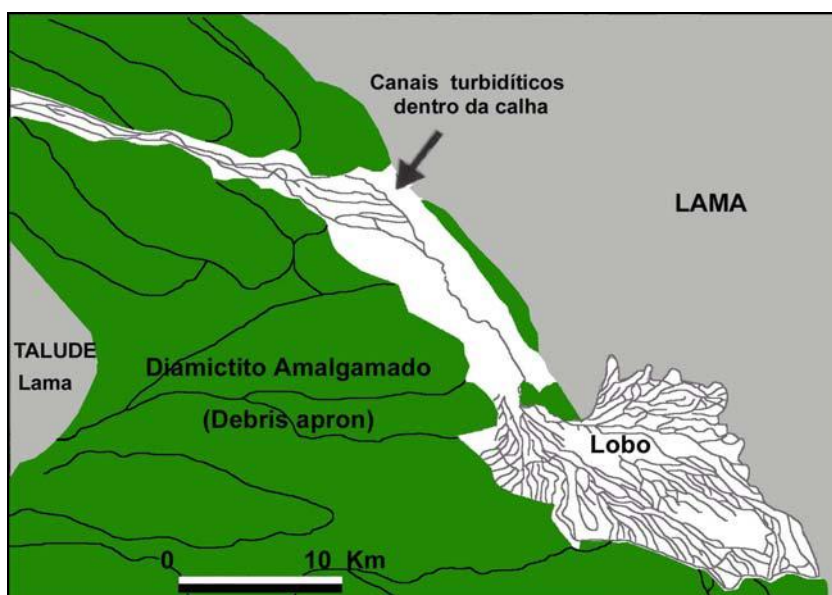 Canais turbidíticos
dentro da calha
LAMA
TALUDE
Lama
Diamictito Amalgamado
(Debris apron)
Lobo
0 10 Km